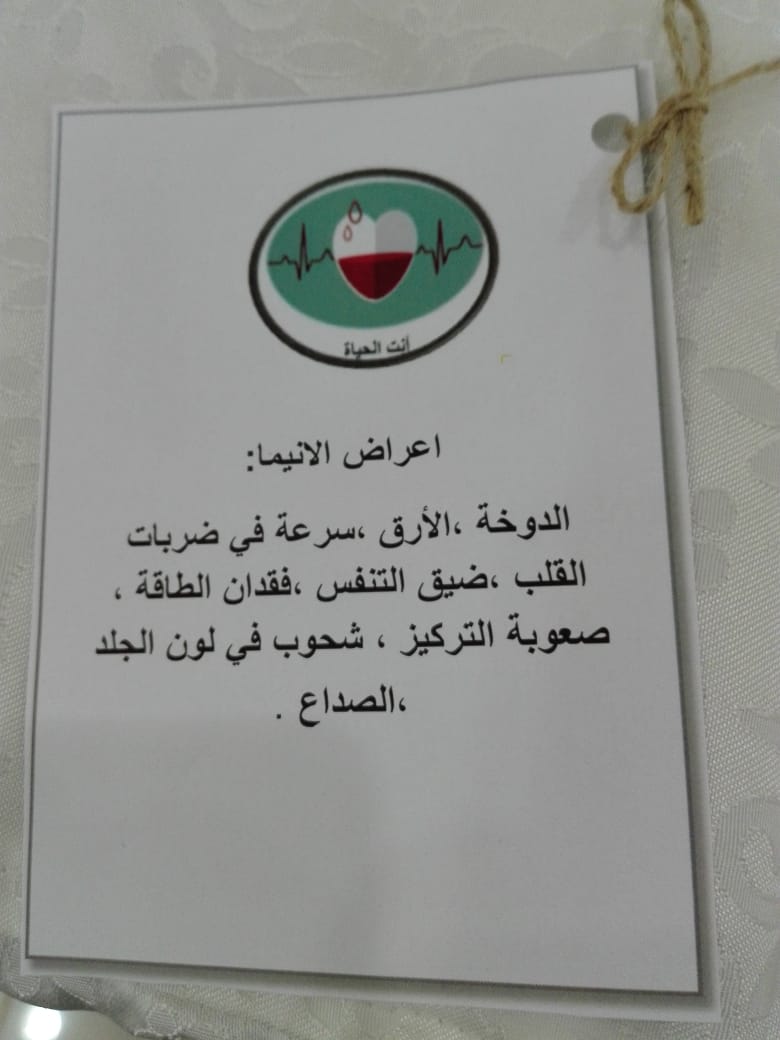 أنت الحياة
اعراض الانيما:
الدوخة ،الأرق ،سرعة في ضربات
القلب ،ضيق التنفس ،فقدان الطاقة ،
صعوبة التركيز ، شحوب في لون الجلد
،الصداع .